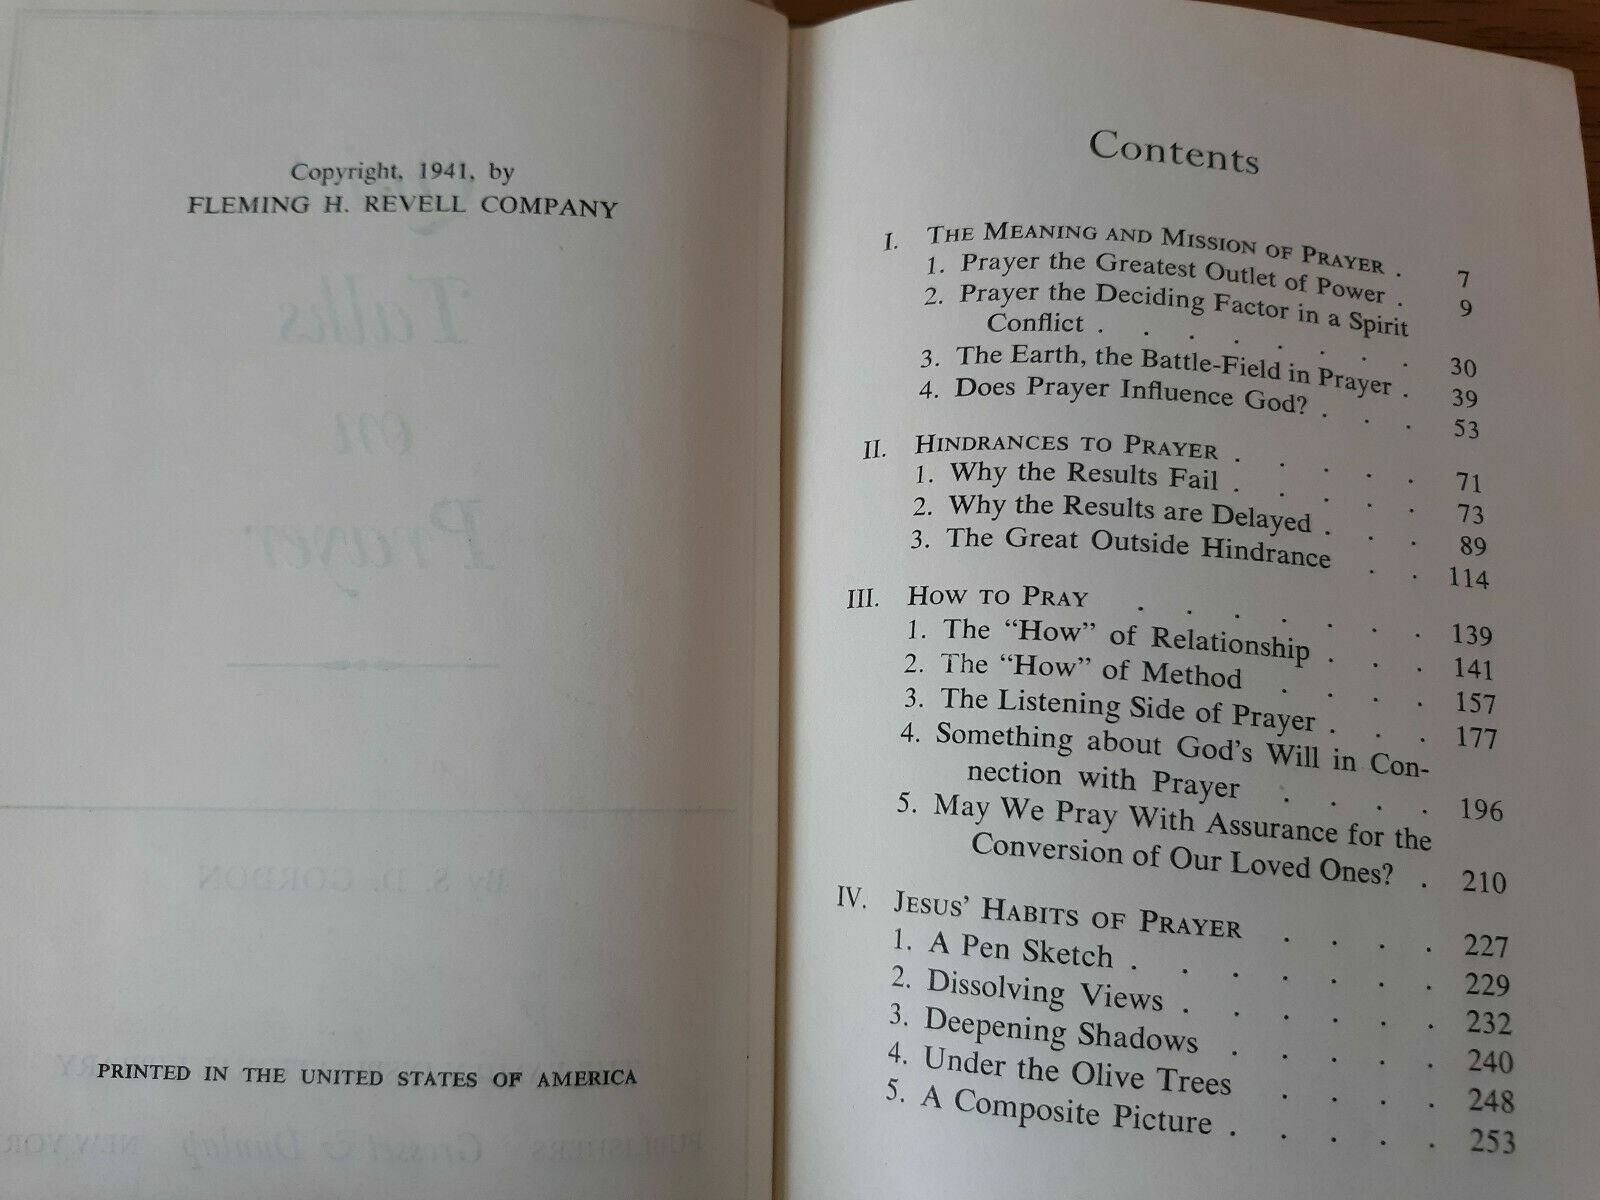 Copyright, 1941, by
FLEMING H. REVELL COMPANY
PRINTED IN THE UNITED STATES OF AMERICA
Contents
I. THE MEANING AND MISSION OF PRAYER . 7
1. Prayer the Greatest Outlet of Power . 9
2. Prayer the Deciding Factor in a Spirit
Conflict . . . . . . . . 30
3. The Earth, the Battle-Field in Prayer . 39
4. Does Prayer Influence God? . . . 53
II. HINDRANCES TO PRAYER . . . . . 71
1. Why the Results Fail . . . . . 73
2. Why the Results are Delayed . . . 89
3. The Great Outside Hindrance . . 114
III. HOW TO PRAY . . . . . . . 139
1. The "How" of Relationship . . . 141
2. The "How" of Method . . . . 157
3. The Listening Side of Prayer . . . 177
4. Something about God's Will in Con-
nection with Prayer . . . . 196
5. May We Pray With Assurance for the
Conversion of Our Loved Ones? . 210
IV. JESUS' HABITS OF PRAYER . . . . 227
1. A Pen Sketch . . . . . . . 229
2. Dissolving Views . . . . . . 232
3. Deepening Shadows . . . . . 240
4. Under the Olive Trees . . . . 248
5. A Composite Picture . . . . . 253